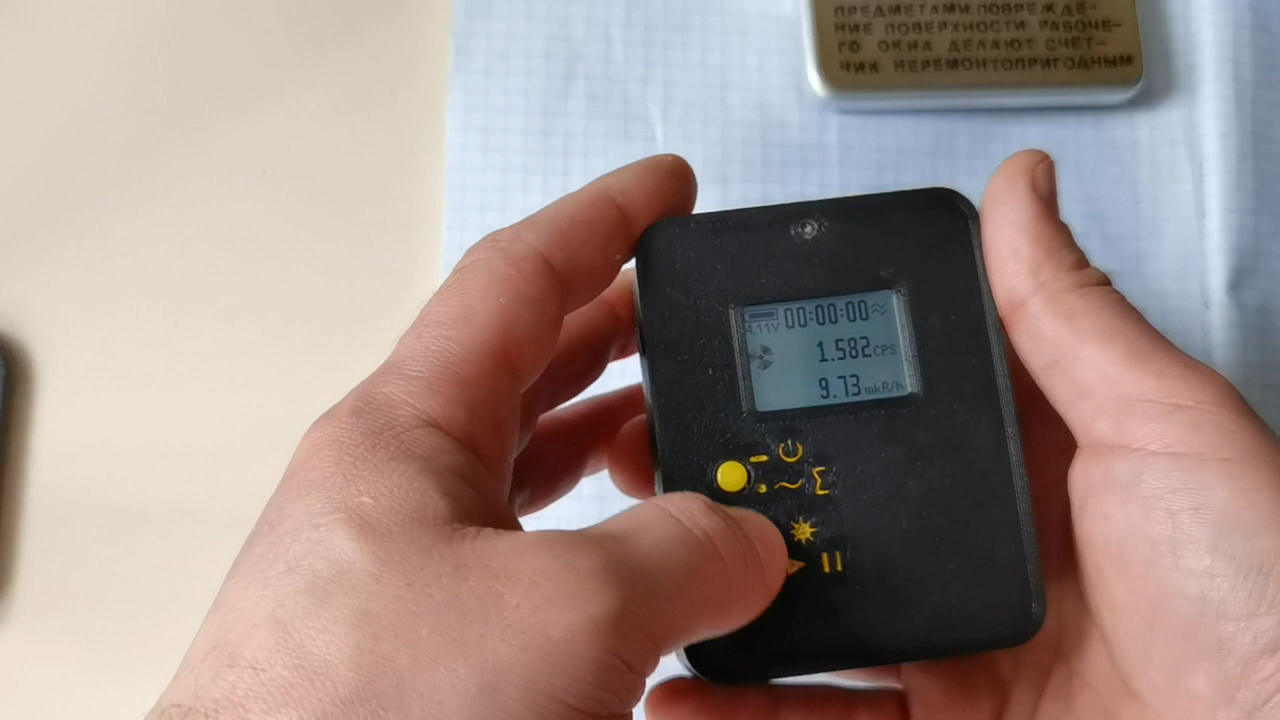 ПРЕДМЕТАМИ. ПОВРЕЖДЕ-
НИЕ ПОВЕРХНОСТИ РАБОЧЕ-
ГО ОКНА ДЕЛАЮТ СЧЁТ-
ЧИК НЕРЕМОНТОПРИГОДНЫМ
00:00:00
4.11V
1.582 CPS
9.73 mkR/h